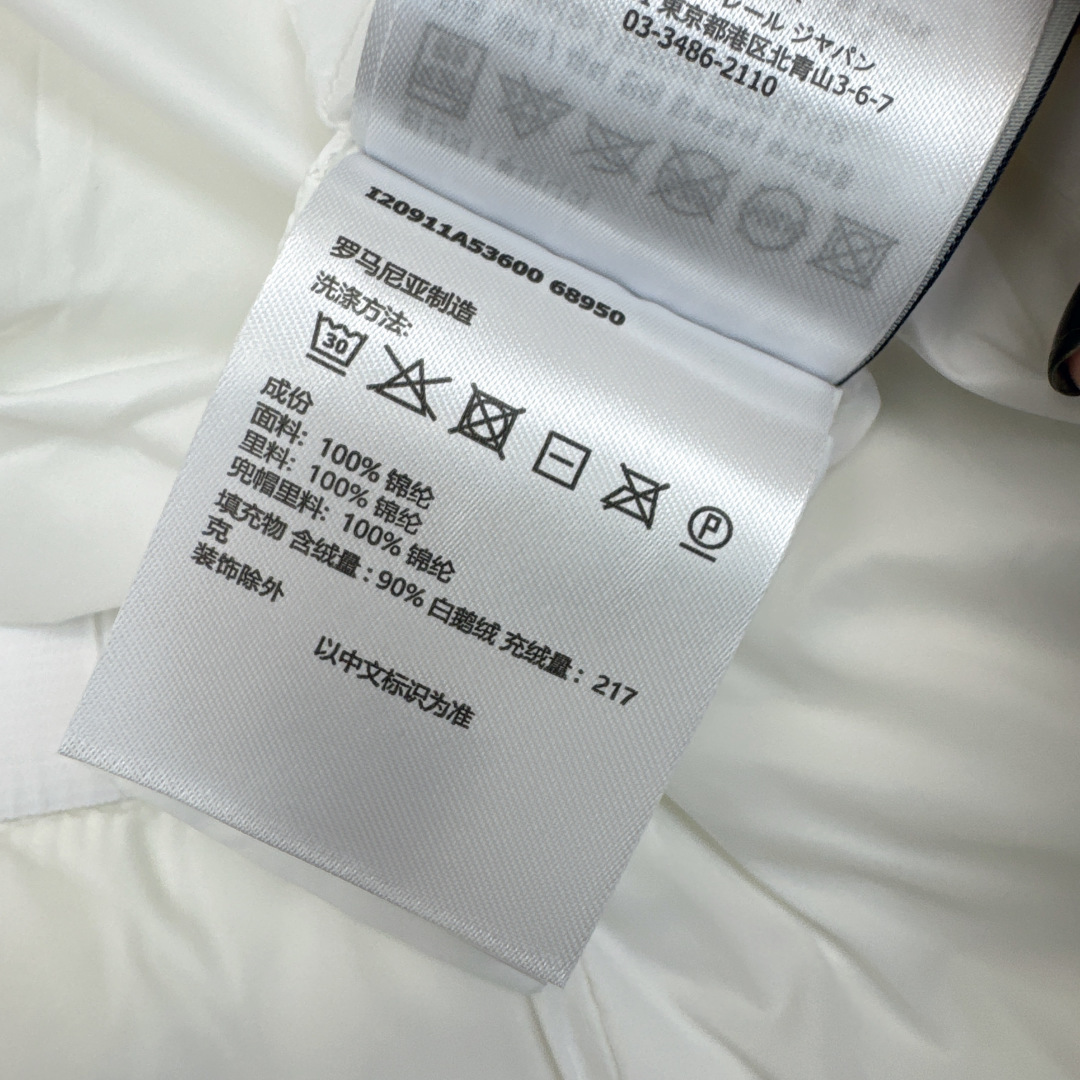 レール ジャパン
東京都港区北青山3-6-7
03-3486-2110
I20911A53600 68950
罗马尼亚制造
洗涤方法:
30
P
成份
面料: 100% 锦纶
里料: 100% 锦纶
兜帽里料: 100% 锦纶
填充物 含绒量 : 90% 白鹅绒 充绒量 : 217
克
装饰除外
以中文标识为准